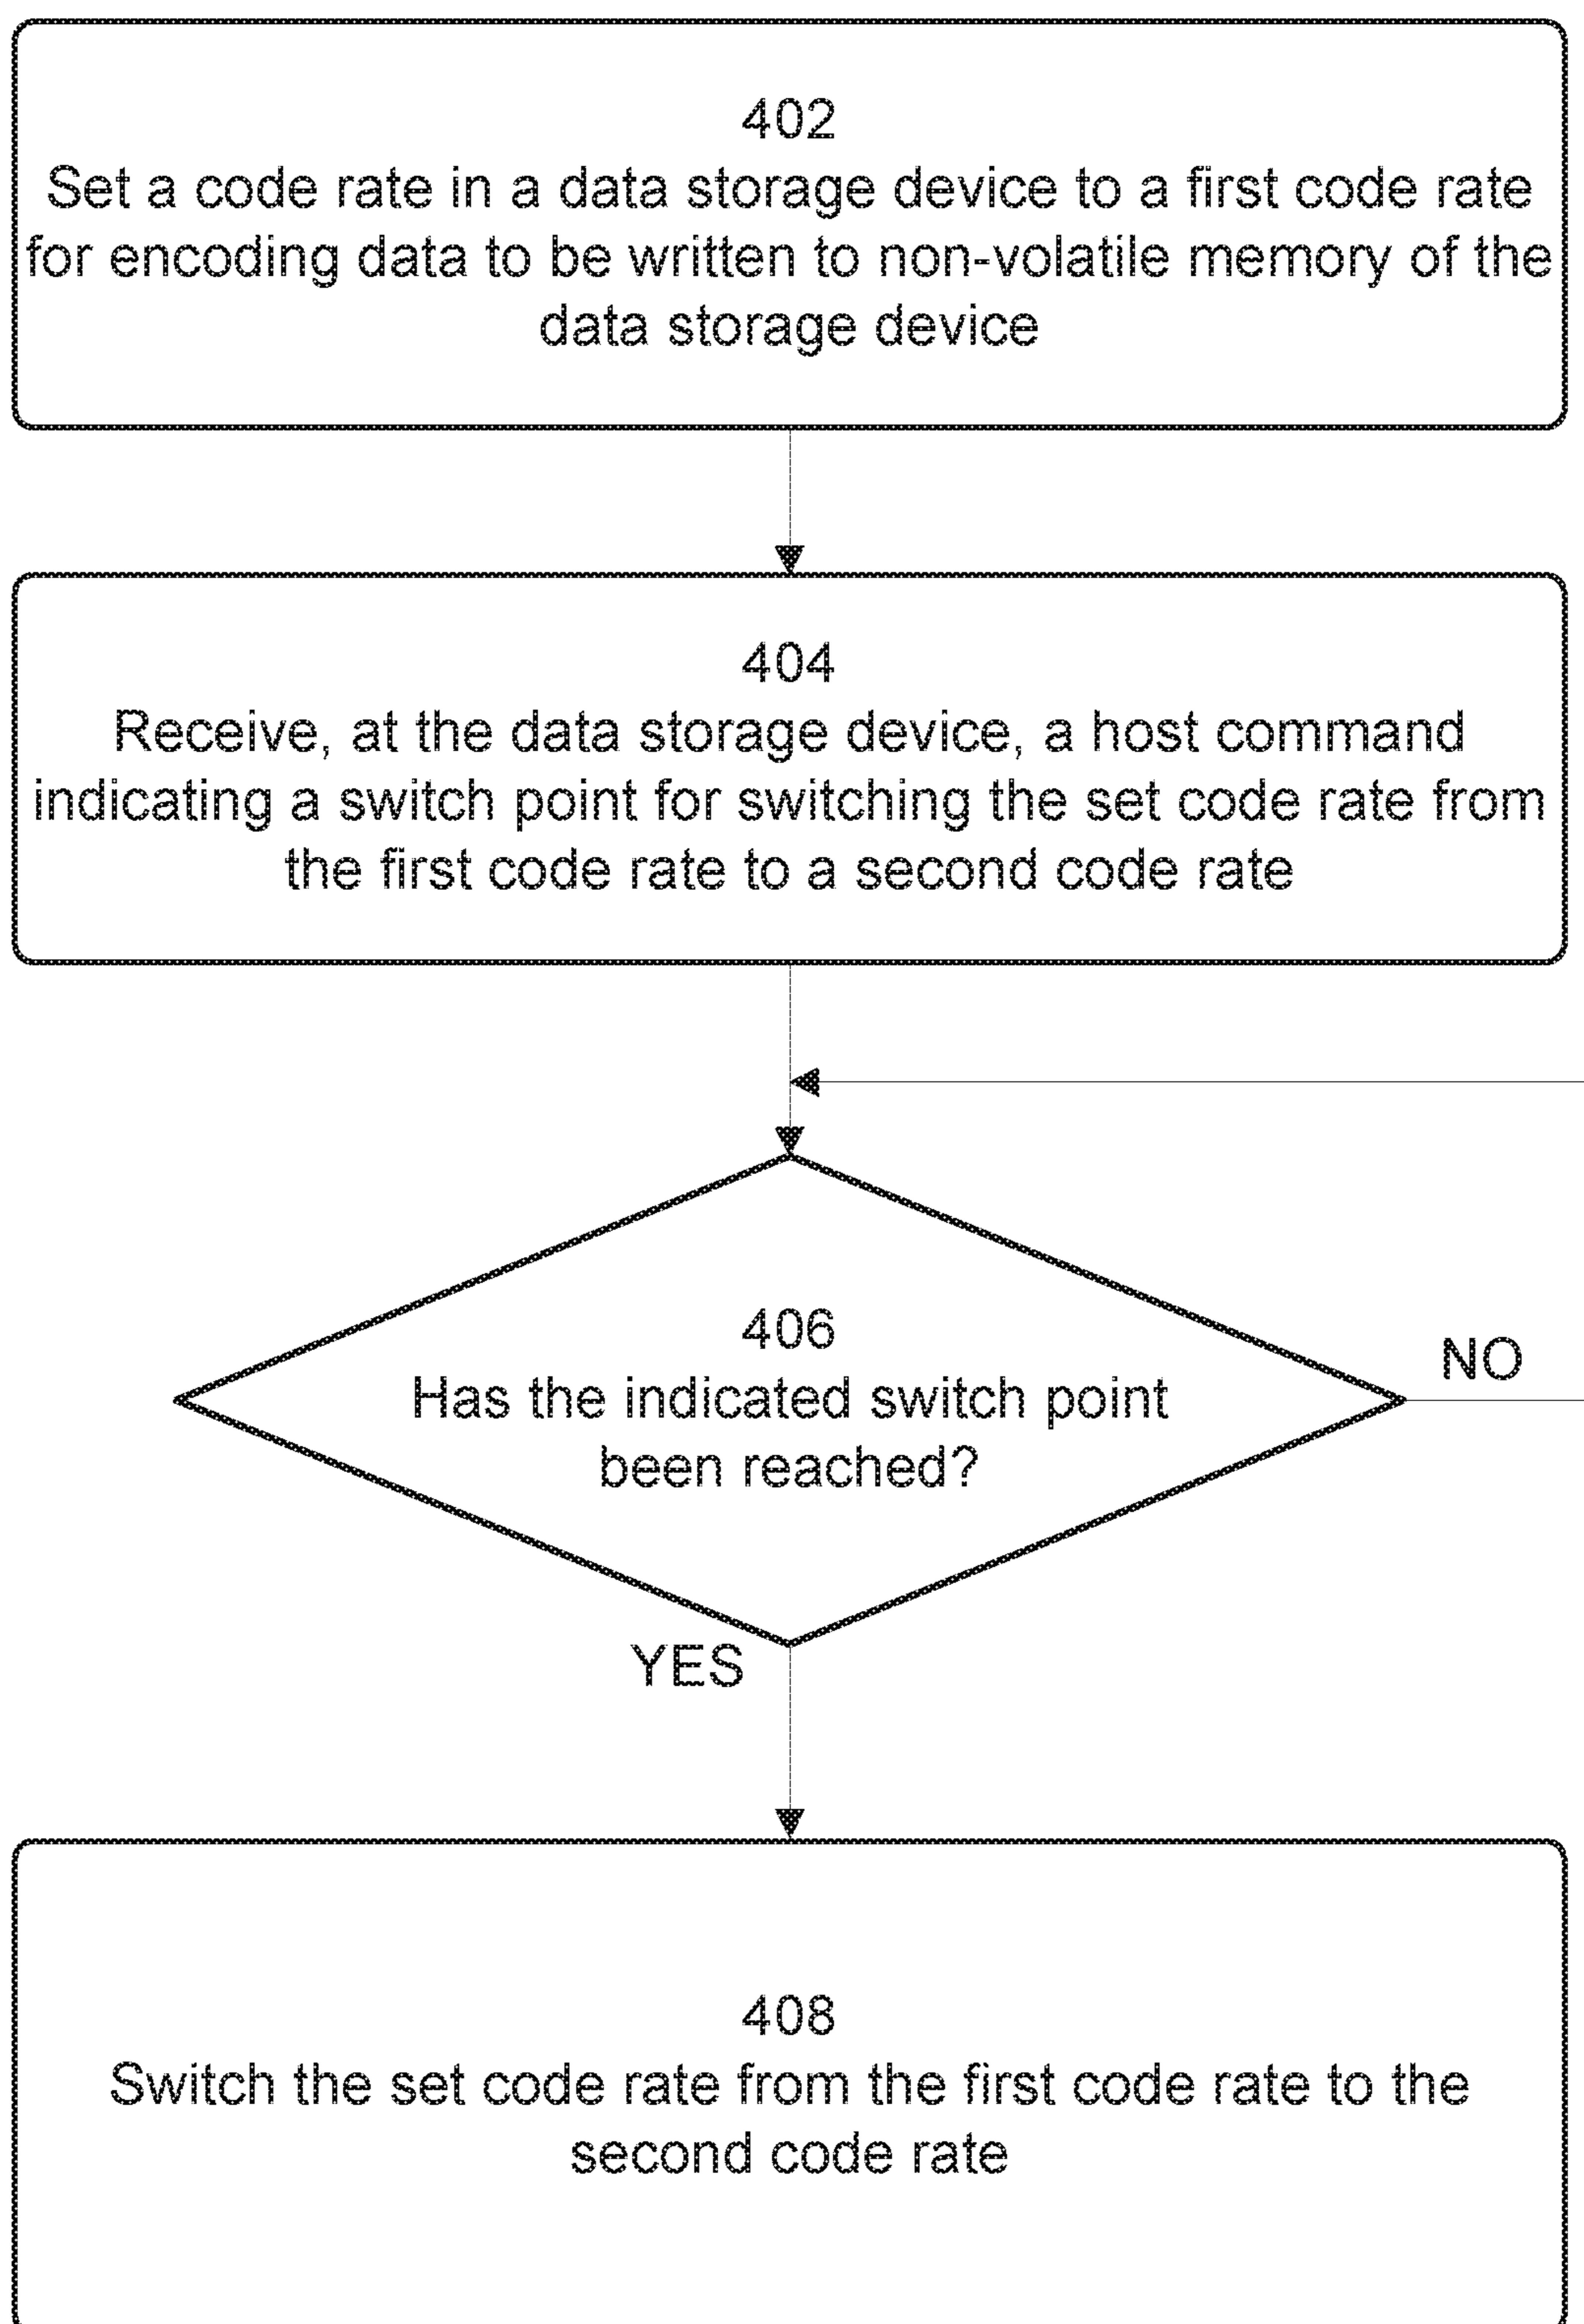 402
Set a code rate in a data storage device to a first code rate
for encoding data to be written to non-volatile memory of the
data storage device
404
Receive, at the data storage device, a host command
indicating a switch point for switching the set code rate from
the first code rate to a second code rate
406
Has the indicated switch point
been reached?
NO
YES
408
Switch the set code rate from the first code rate to the
second code rate